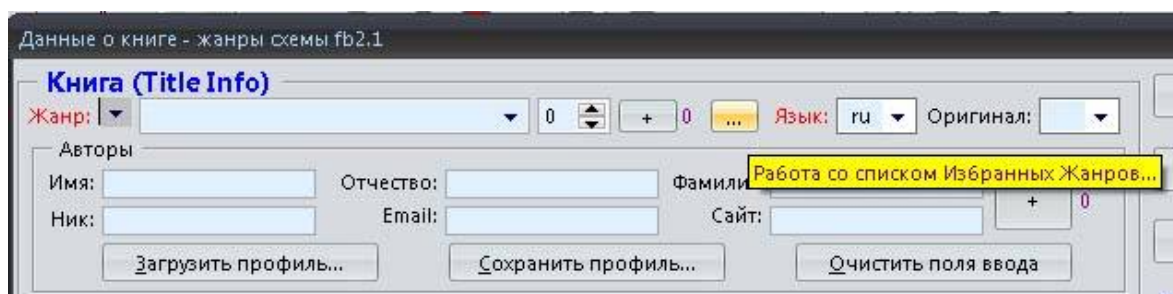 Данные о книге - жанры схемы fb2.1
Книга (Title Info)
Жанр: 0 + 0 ... Язык: ru Оригинал:
Авторы
Работа со списком Избранных Жанров...
Имя: Отчество: Фамили
Ник: Email: Сайт: + 0
Загрузить профиль... Сохранить профиль... Очистить поля ввода